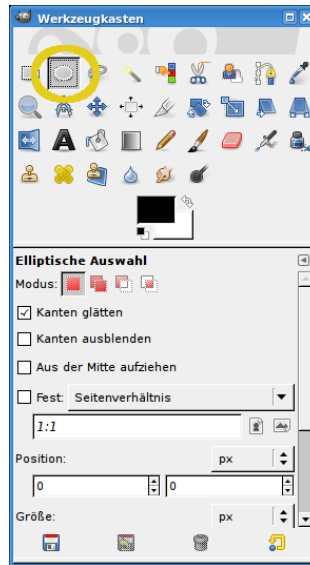 Werkzeugkasten
Elliptische Auswahl
Modus:
Kanten glätten
Kanten ausblenden
Aus der Mitte aufziehen
Fest: Seitenverhältnis
1:1
Position: px
0 0
Größe: px